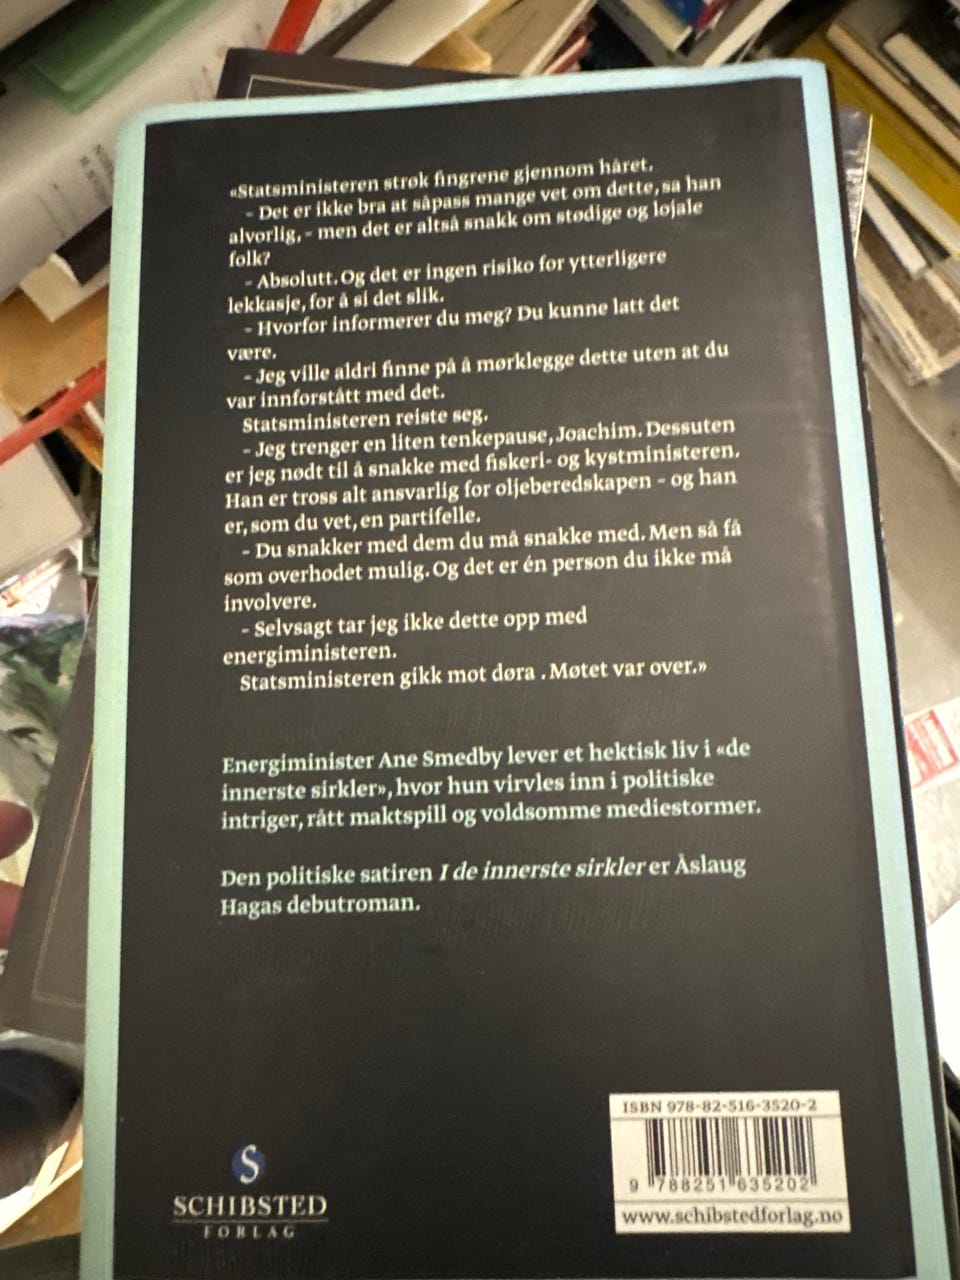 «Statsministeren strøk fingrene gjennom håret.
- Det er ikke bra at såpass mange vet om dette, sa han
alvorlig, - men det er altså snakk om stødige og lojale
folk?
- Absolutt. Og det er ingen risiko for ytterligere
lekkasje, for å si det slik.
- Hvorfor informerer du meg? Du kunne latt det
være.
- Jeg ville aldri finne på å mørklegge dette uten at du
var innforstått med det.
Statsministeren reiste seg.
- Jeg trenger en liten tenkepause, Joachim. Dessuten
er jeg nødt til å snakke med fiskeri- og kystministeren.
Han er tross alt ansvarlig for oljeberedskapen - og han
er, som du vet, en partifelle.
- Du snakker med dem du må snakke med. Men så få
som overhodet mulig. Og det er én person du ikke må
involvere.
- Selvsagt tar jeg ikke dette opp med
energiministeren.
Statsministeren gikk mot døra . Møtet var over.»
Energiminister Ane Smedby lever et hektisk liv i «de
innerste sirkler», hvor hun virvles inn i politiske
intriger, rått maktspill og voldsomme mediestormer.
Den politiske satiren I de innerste sirkler er Åslaug
Hagas debutroman.
ISBN 978-82-516-3520-2
9 788251 635202
www.schibstedforlag.no
S
SCHIBSTED
FORLAG